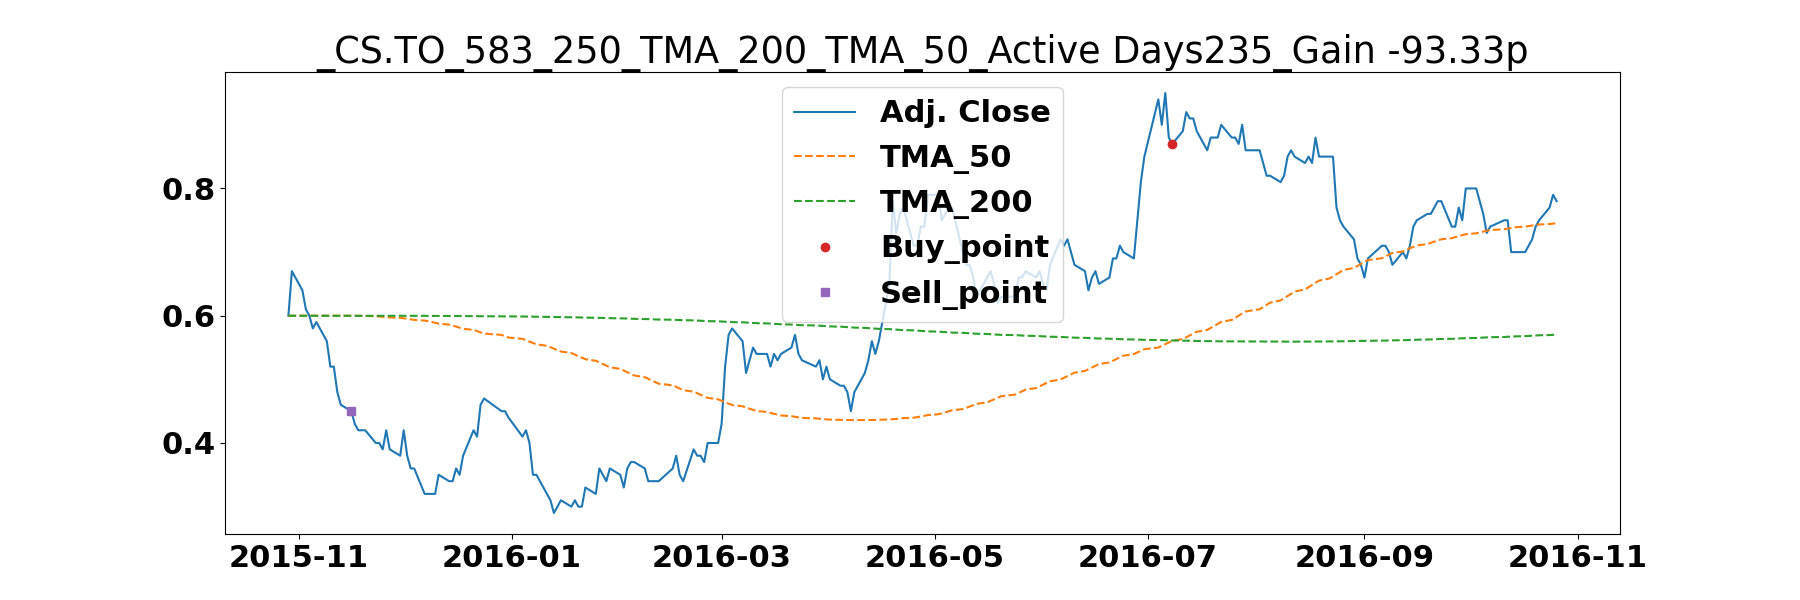 _CS.TO_583_250_TMA_200_TMA_50_Active Days235_Gain -93.33p
Adj. Close
TMA_50
TMA_200
Buy_point
Sell_point
0.8
0.6
0.4
2015-11 2016-01 2016-03 2016-05 2016-07 2016-09 2016-11